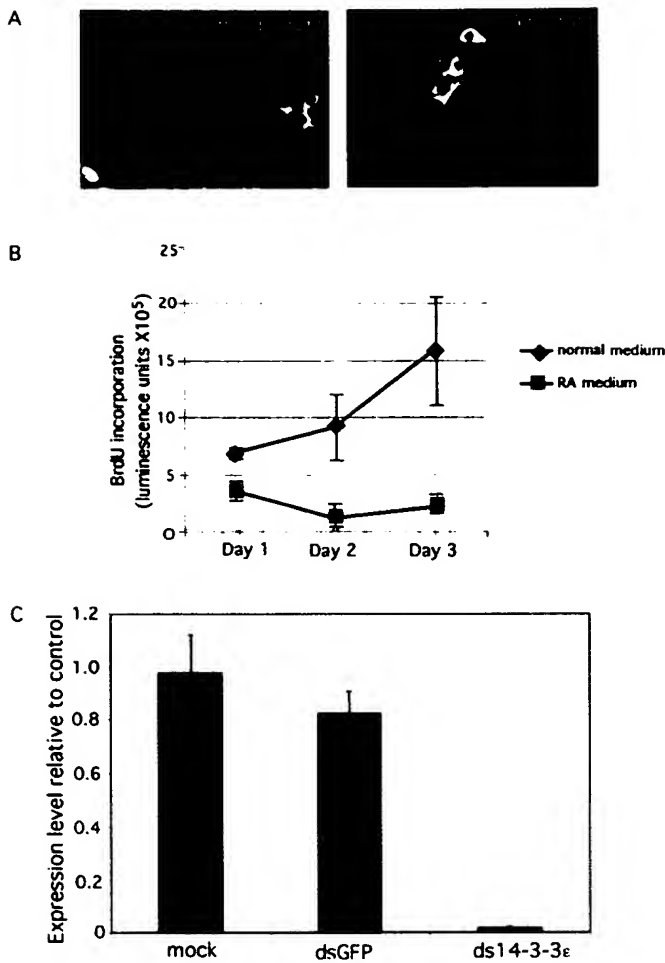 A
B
BrdU incorporation
(luminescence units X10⁵)
25
20
15
10
5
0
Day 1 Day 2 Day 3
normal medium
RA medium
C
Expression level relative to control
1.2
1.0
0.8
0.6
0.4
0.2
0
mock dsGFP ds14-3-3ε